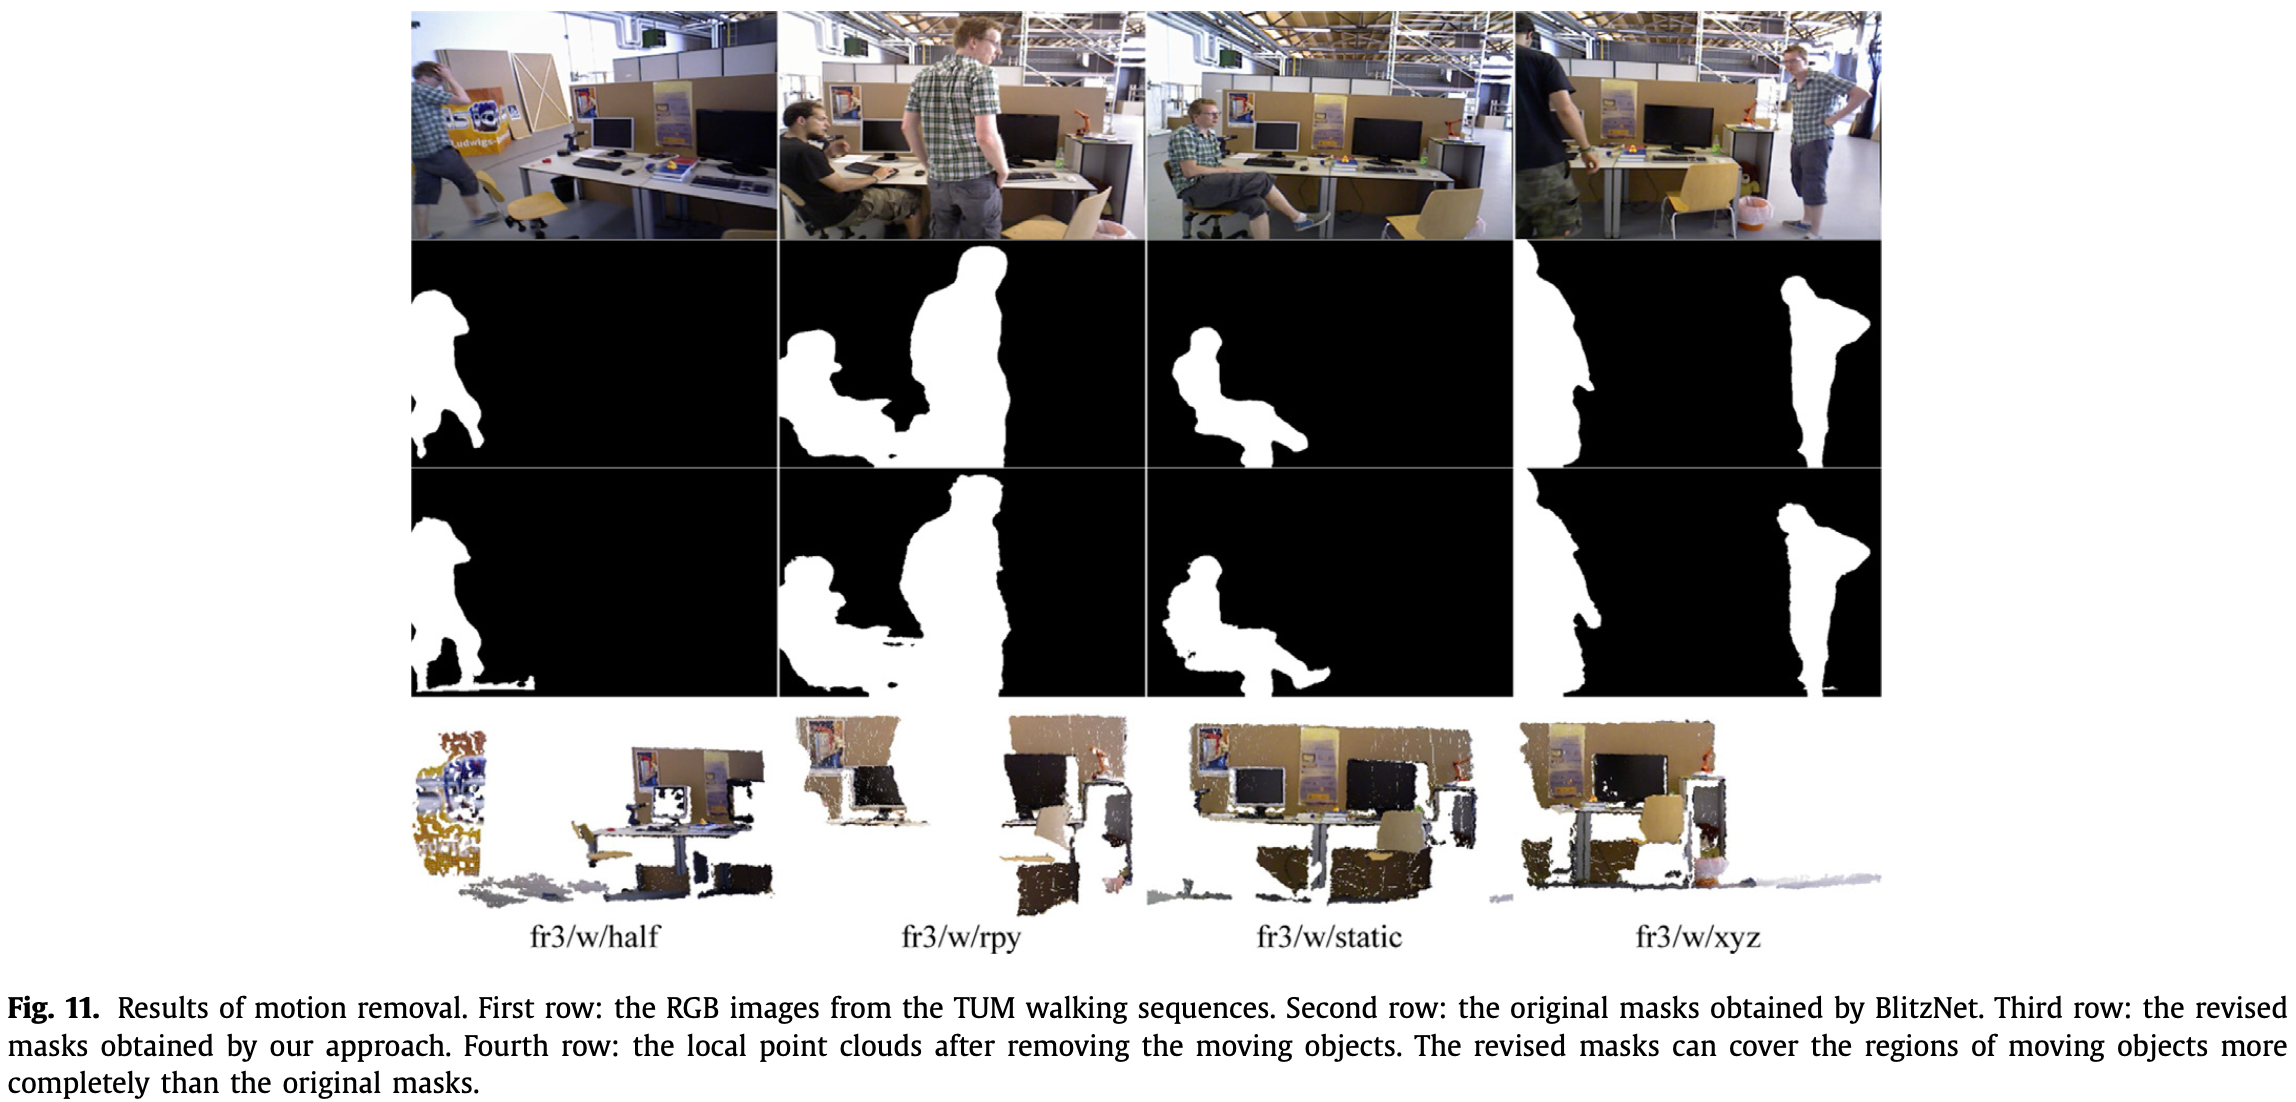 udwigs-
fr3/w/half
fr3/w/rpy
fr3/w/static
fr3/w/xyz
Fig. 11. Results of motion removal. First row: the RGB images from the TUM walking sequences. Second row: the original masks obtained by BlitzNet. Third row: the revised
masks obtained by our approach. Fourth row: the local point clouds after removing the moving objects. The revised masks can cover the regions of moving objects more
completely than the original masks.